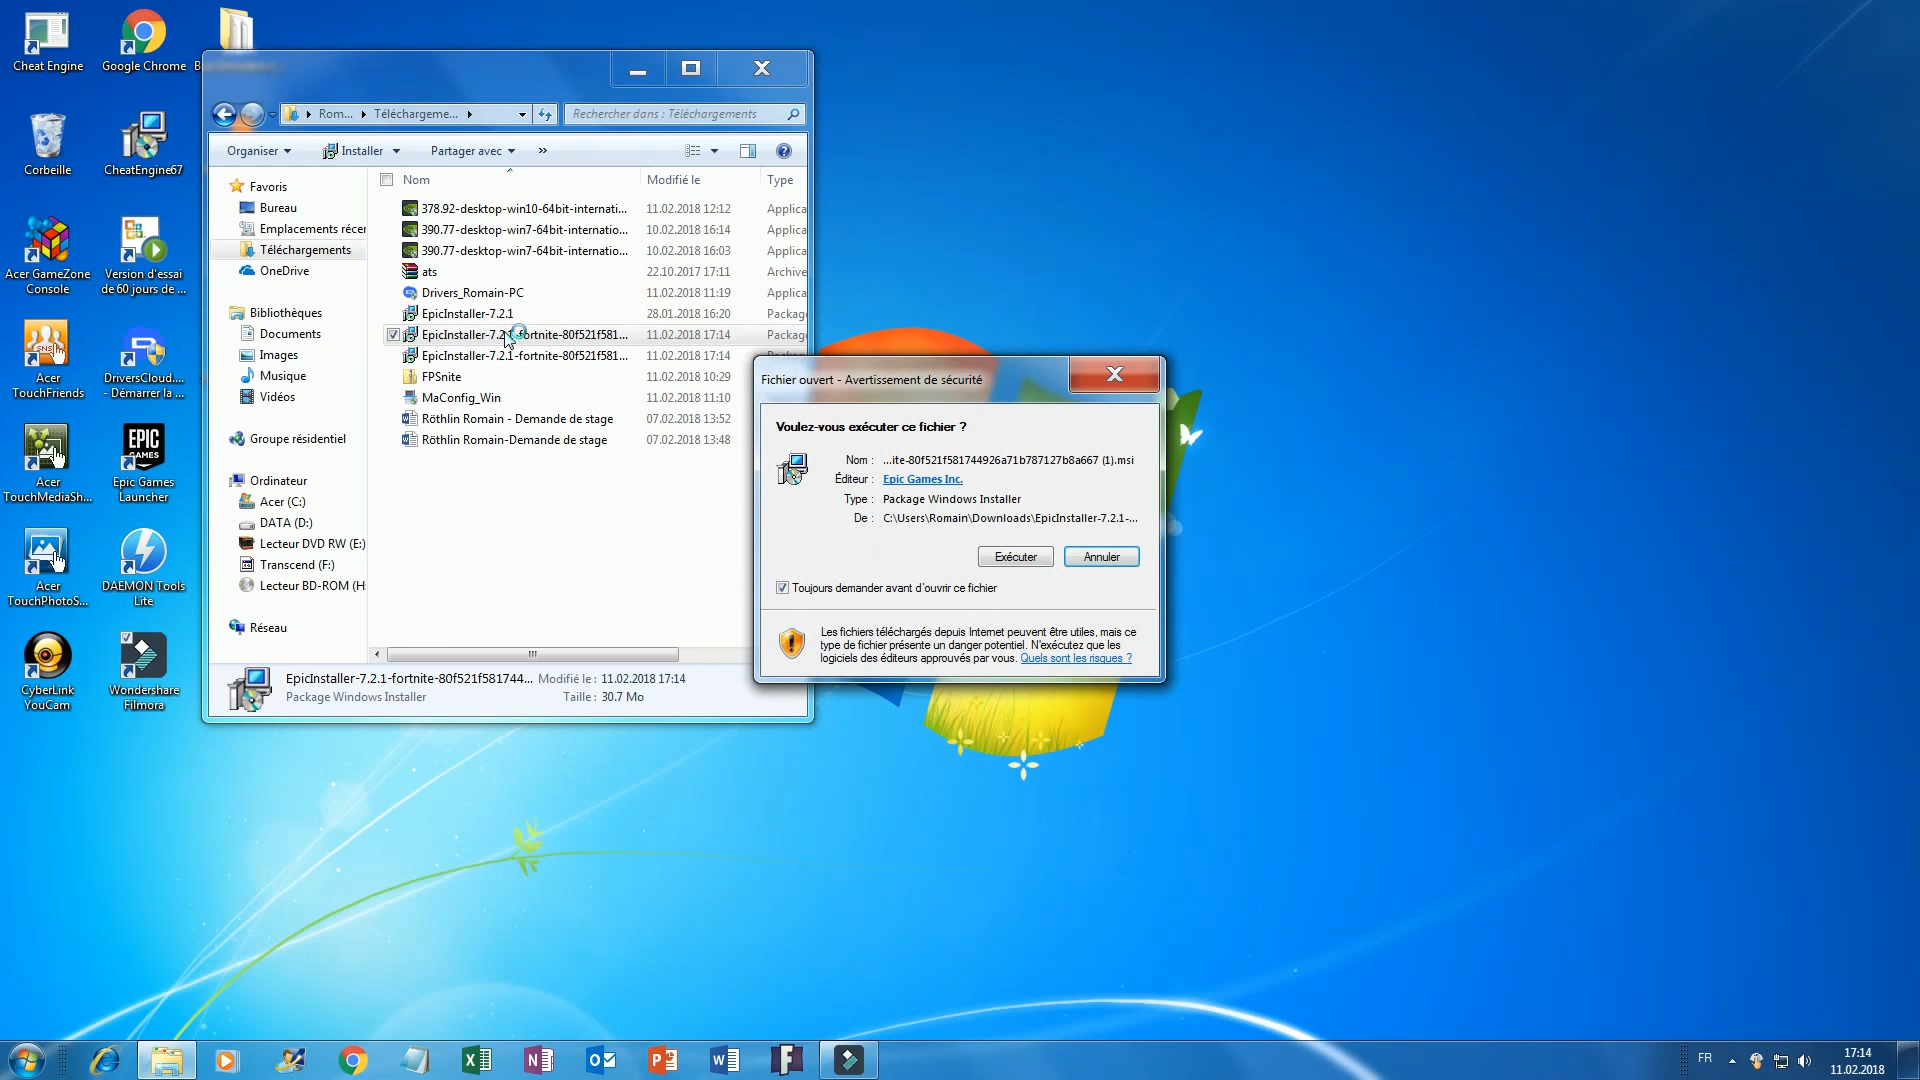 Cheat Engine
Google Chrome
Corbeille
CheatEngine67
Acer GameZone
Console
Version d'essai
de 60 jours de ...
Acer
TouchFriends
DriversCloud....
- Démarrer la ...
Acer
TouchMediaSh...
EPIC
GAMES
Epic Games
Launcher
Acer
TouchPhotoS...
DAEMON Tools
Lite
CyberLink
YouCam
Wondershare
Filmora
Rom...
Téléchargeme...
Rechercher dans : Téléchargements
Organiser
Installer
Partager avec
»
Favoris
Bureau
Emplacements récer
Téléchargements
OneDrive
Bibliothèques
Documents
Images
Musique
Vidéos
Groupe résidentiel
Ordinateur
Acer (C:)
DATA (D:)
Lecteur DVD RW (E:)
Transcend (F:)
Lecteur BD-ROM (H
Réseau
Nom Modifié le Type
378.92-desktop-win10-64bit-internati... 11.02.2018 12:12 Applica
390.77-desktop-win7-64bit-internatio... 10.02.2018 16:14 Applica
390.77-desktop-win7-64bit-internatio... 10.02.2018 16:03 Applica
ats 22.10.2017 17:11 Archive
Drivers_Romain-PC 11.02.2018 11:19 Applica
EpicInstaller-7.2.1 28.01.2018 16:20 Packag
EpicInstaller-7.2.1-fortnite-80f521f581... 11.02.2018 17:14 Packag
EpicInstaller-7.2.1-fortnite-80f521f581... 11.02.2018 17:14
FPSnite 11.02.2018 10:29
MaConfig_Win 11.02.2018 11:10
Röthlin Romain - Demande de stage 07.02.2018 13:52
Röthlin Romain-Demande de stage 07.02.2018 13:48
EpicInstaller-7.2.1-fortnite-80f521f581744... Modifié le : 11.02.2018 17:14
Package Windows Installer Taille : 30.7 Mo
Fichier ouvert - Avertissement de sécurité
Voulez-vous exécuter ce fichier ?
Nom : ...ite-80f521f581744926a71b787127b8a667 (1).msi
Éditeur : Epic Games Inc.
Type : Package Windows Installer
De : C:\Users\Romain\Downloads\EpicInstaller-7.2.1-...
Exécuter
Annuler
Toujours demander avant d'ouvrir ce fichier
Les fichiers téléchargés depuis Internet peuvent être utiles, mais ce
type de fichier présente un danger potentiel. N'exécutez que les
logiciels des éditeurs approuvés par vous. Quels sont les risques ?
FR
17:14
11.02.2018